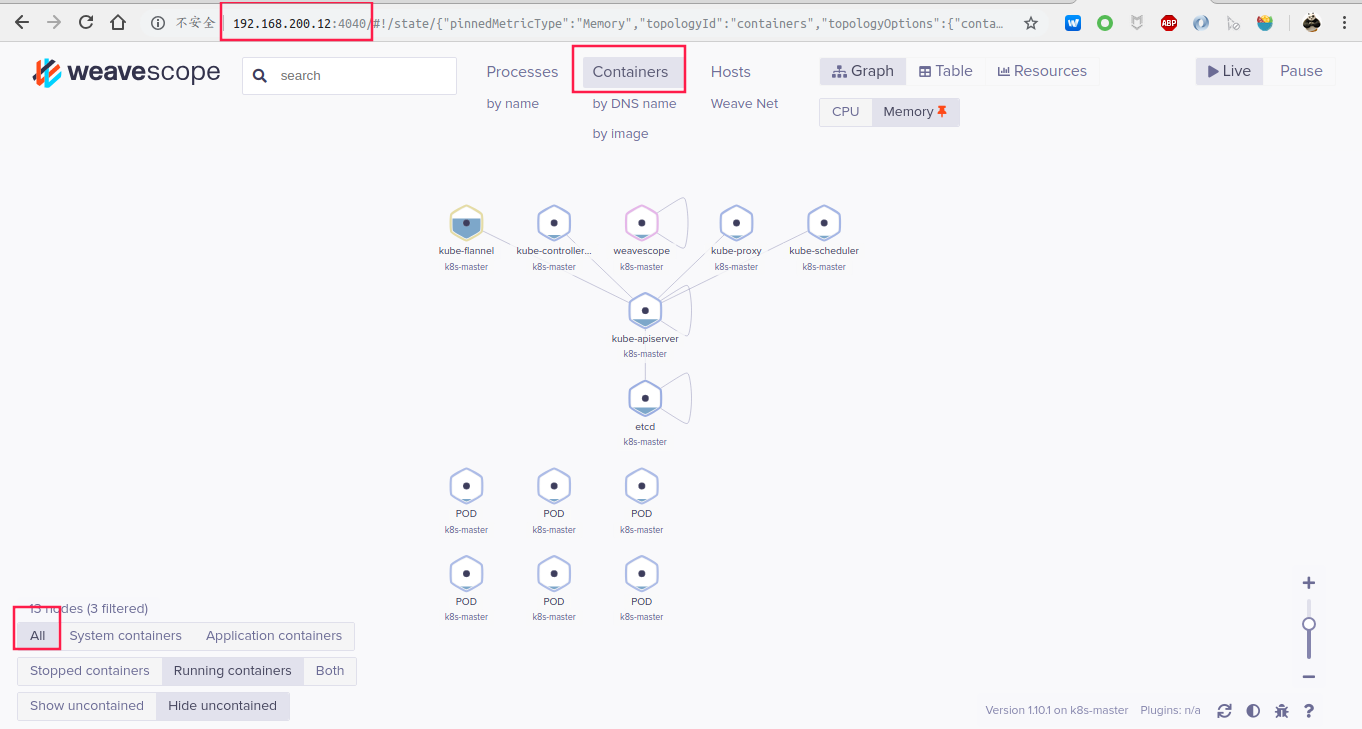 不安全 192.168.200.12:4040/#!/state/{"pinnedMetricType":"Memory","topologyId":"containers","topologyOptions":{"conta…
ABP
weavescope search Processes Containers Hosts Graph Table Resources Live Pause
by name by DNS name Weave Net CPU Memory
by image
kube-flannel kube-controller... weavescope kube-proxy kube-scheduler
k8s-master k8s-master k8s-master k8s-master k8s-master
kube-apiserver
k8s-master
etcd
k8s-master
POD POD POD
k8s-master k8s-master k8s-master
POD POD POD
k8s-master k8s-master k8s-master
13 nodes (3 filtered)
All System containers Application containers
Stopped containers Running containers Both
Show uncontained Hide uncontained
Version 1.10.1 on k8s-master Plugins: n/a